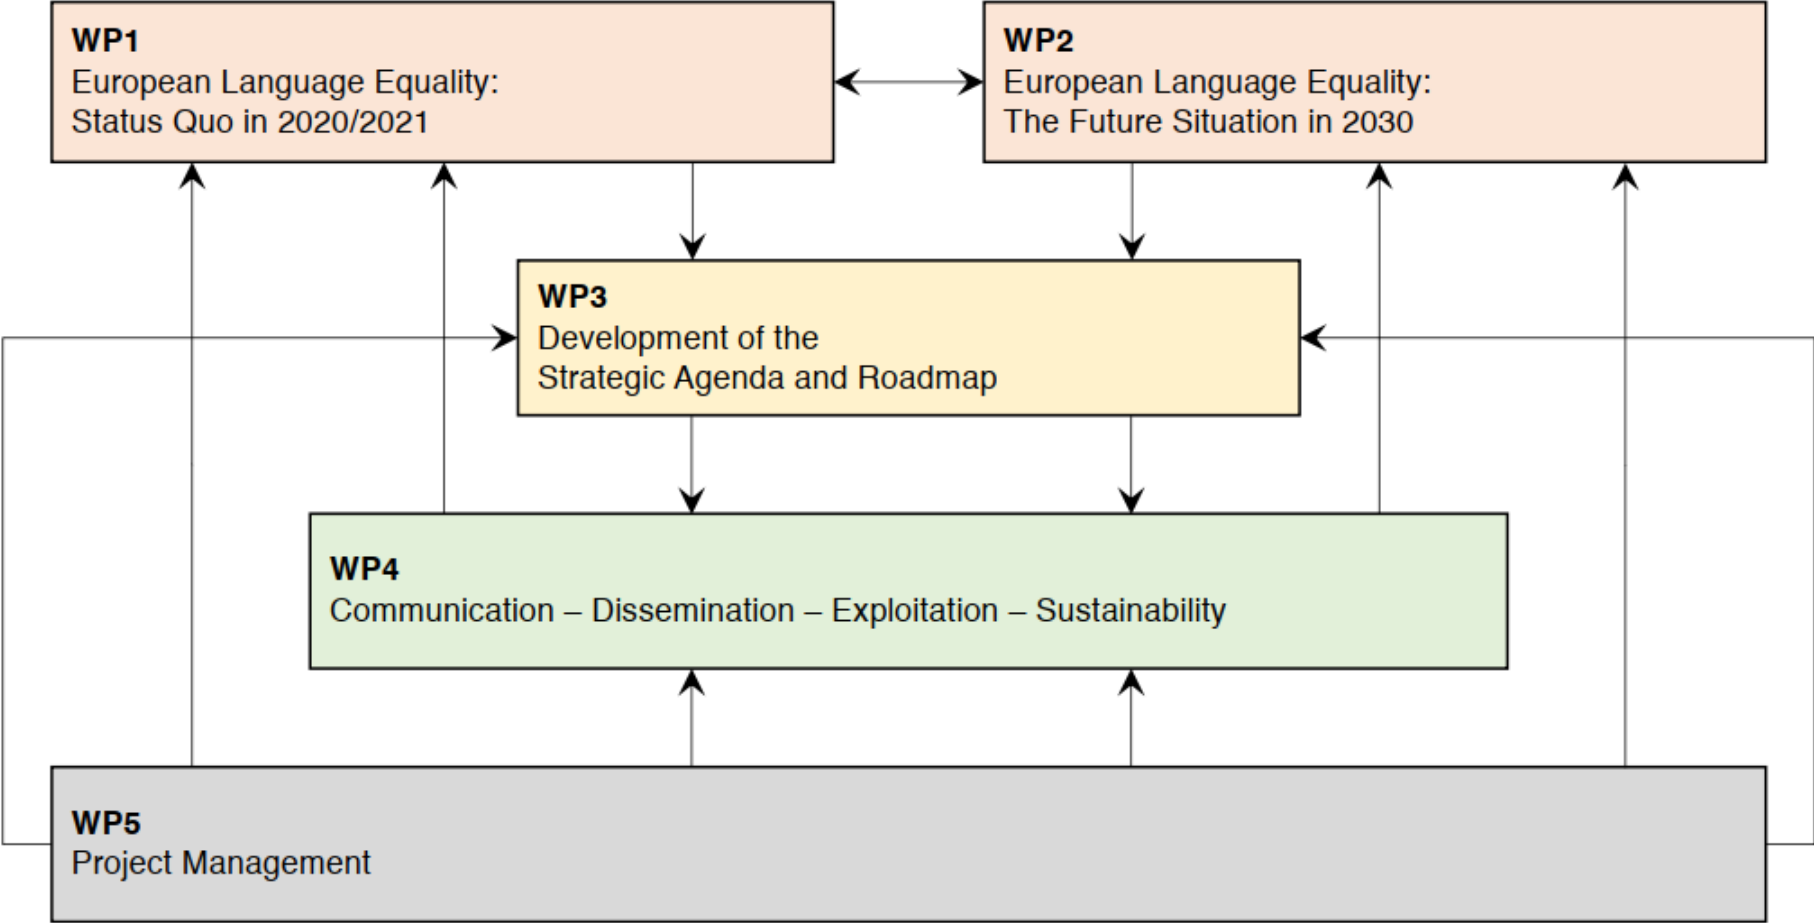 WP1
European Language Equality:
Status Quo in 2020/2021
WP2
European Language Equality:
The Future Situation in 2030
WP3
Development of the
Strategic Agenda and Roadmap
WP4
Communication – Dissemination – Exploitation – Sustainability
WP5
Project Management